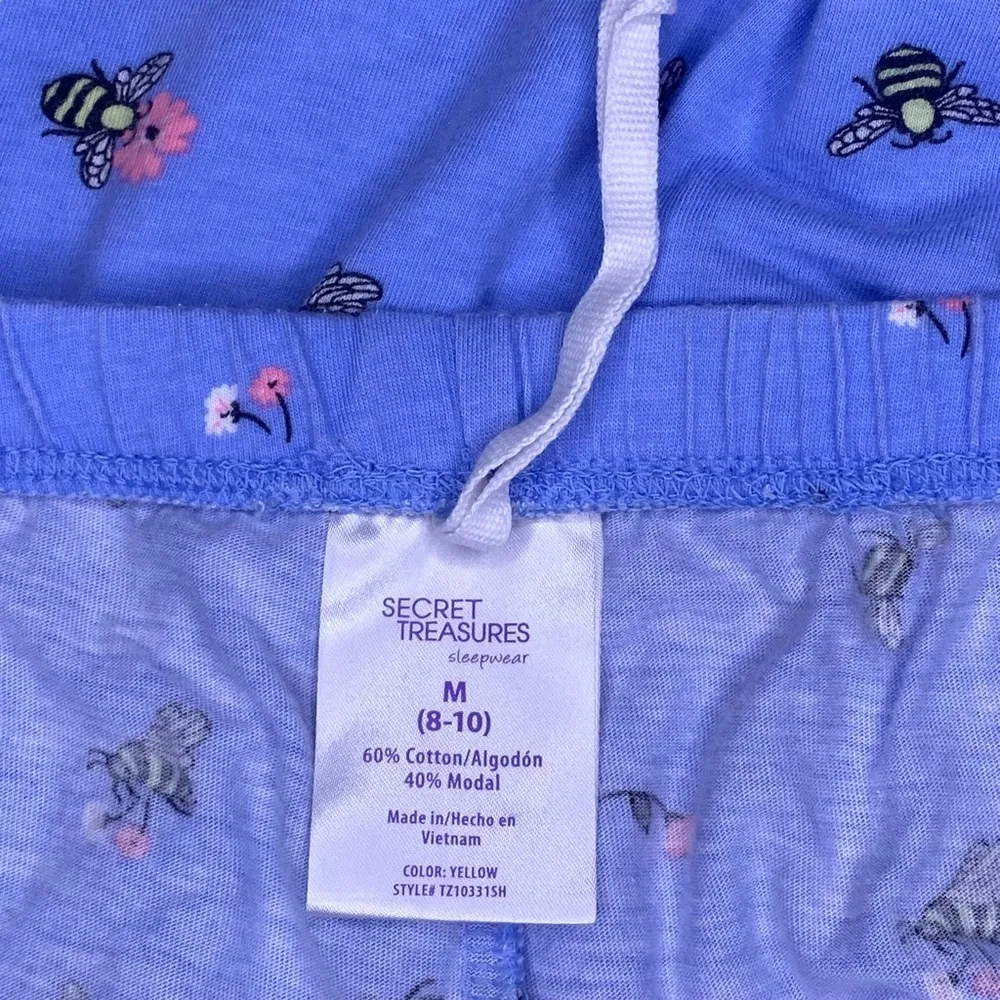 SECRET
TREASURES
sleepwear
M
(8-10)
60% Cotton/Algodón
40% Modal
Made in/Hecho en
Vietnam
COLOR: YELLOW
STYLE# TZ10331SH